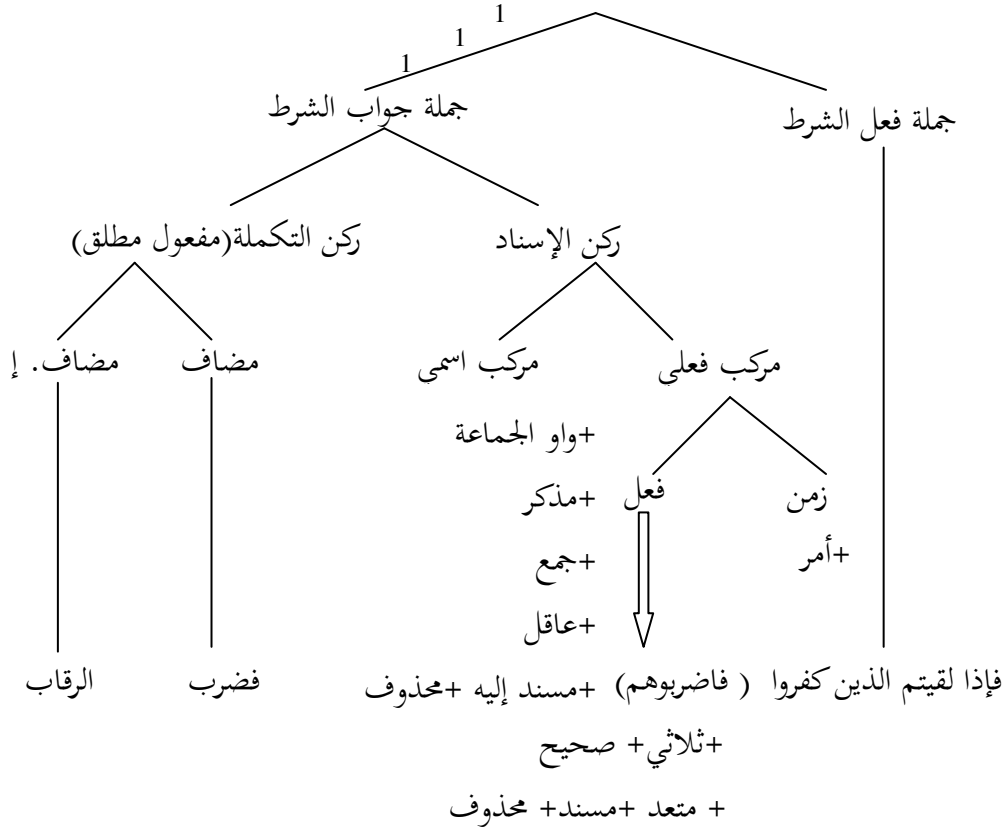 1
1
1
جملة فعل الشرط
جملة جواب الشرط
ركن الإسناد
ركن التكملة(مفعول مطلق)
مركب فعلي
مركب اسمي
مضاف
مضاف. إ
+واو الجماعة
زمن
فعل
+مذكر
+أمر
+جمع
+عاقل
فإذا لقيتم الذين كفروا ( فاضربوهم) +مسند إليه +محذوف
فضرب
الرقاب
+ثلاثي+ صحيح
+ متعد +مسند+ محذوف